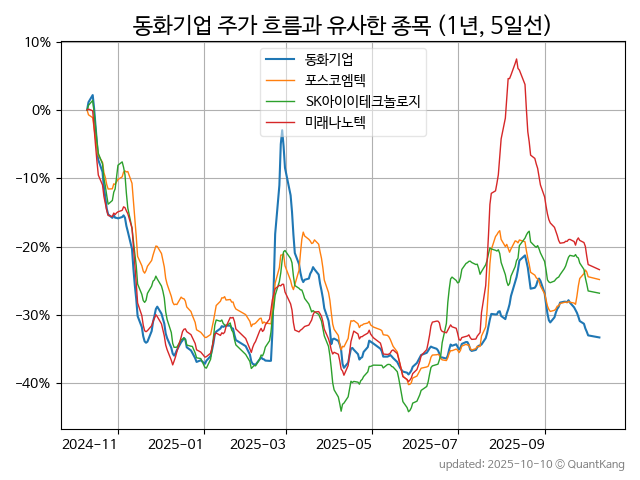 동화기업 주가 흐름과 유사한 종목 (1년, 5일선)
동화기업
포스코엠텍
SK아이이테크놀로지
미래나노텍
10%
0%
−10%
−20%
−30%
−40%
2024−11
2025−01
2025−03
2025−05
2025−07
2025−09
updated: 2025-10-10 © QuantKang